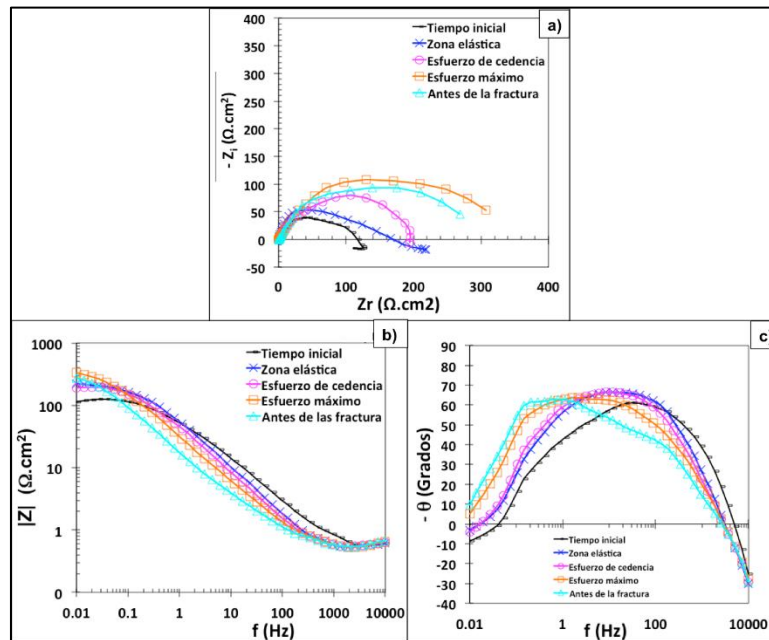 a)
Tiempo inicial
Zona elástica
Esfuerzo de cedencia
Esfuerzo máximo
Antes de la fractura
400
350
300
250
200
150
100
50
0
-50
- Zi (Ω.cm²)
0 100 200 300 400
Zr (Ω.cm2)
b)
Tiempo inicial
Zona elástica
Esfuerzo de cedencia
Esfuerzo máximo
Antes de las fractura
1000
100
10
1
0
|Z| (Ω.cm²)
0.01 0.1 1 10 100 10000
f (Hz)
c)
70
60
50
40
30
20
10
0
-10
-20
-30
-40
- θ (Grados)
0.01 1 100 10000
Tiempo inicial
Zona elástica
Esfuerzo de cedencia
Esfuerzo máximo
Antes de la fractura
f (Hz)